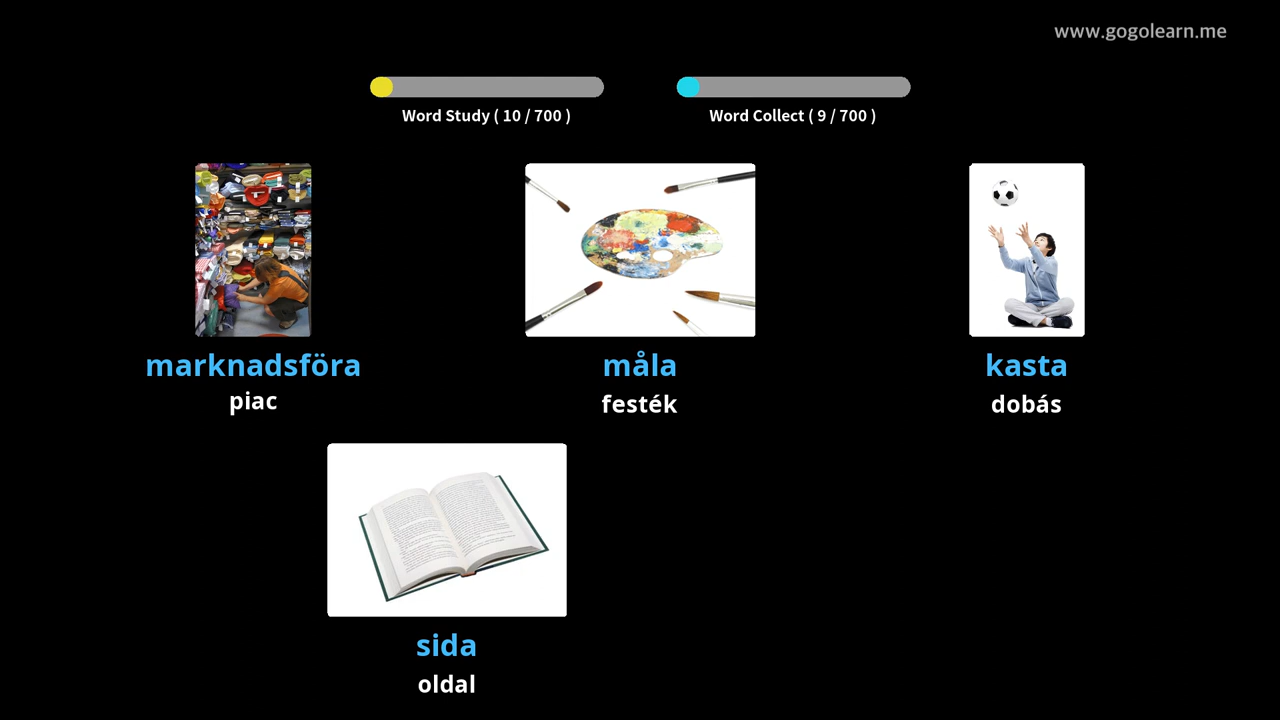 www.gogolearn.me
Word Study ( 10 / 700 )
Word Collect ( 9 / 700 )
marknadsföra
måla
kasta
piac
festék
dobás
sida
oldal